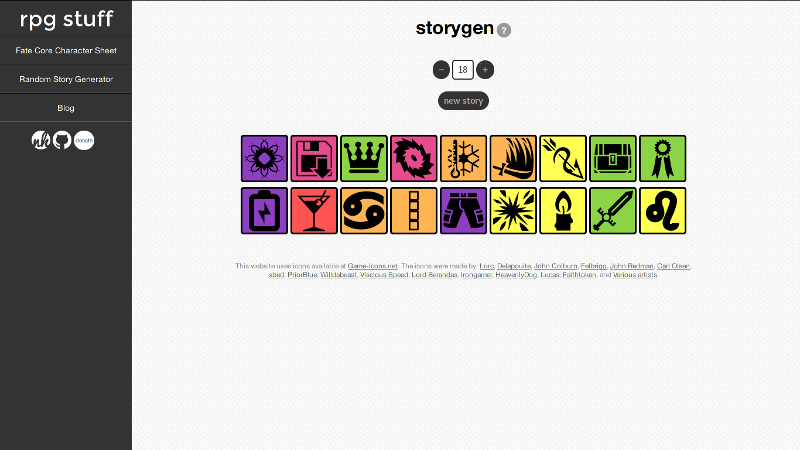 rpg stuff
Fate Core Character Sheet
Random Story Generator
Blog
nk
donate
storygen ?
− 18 +
new story
This website uses icons available at Game-icons.net. The icons were made by: Lorc, Delapouite, John Colburn, Felbrigg, John Redman, Carl Olsen,
sbed, PriorBlue, Willdabeast, Viscious Speed, Lord Berandas, Irongamer, HeavenlyDog, Lucas, Faithtoken, and Various artists.